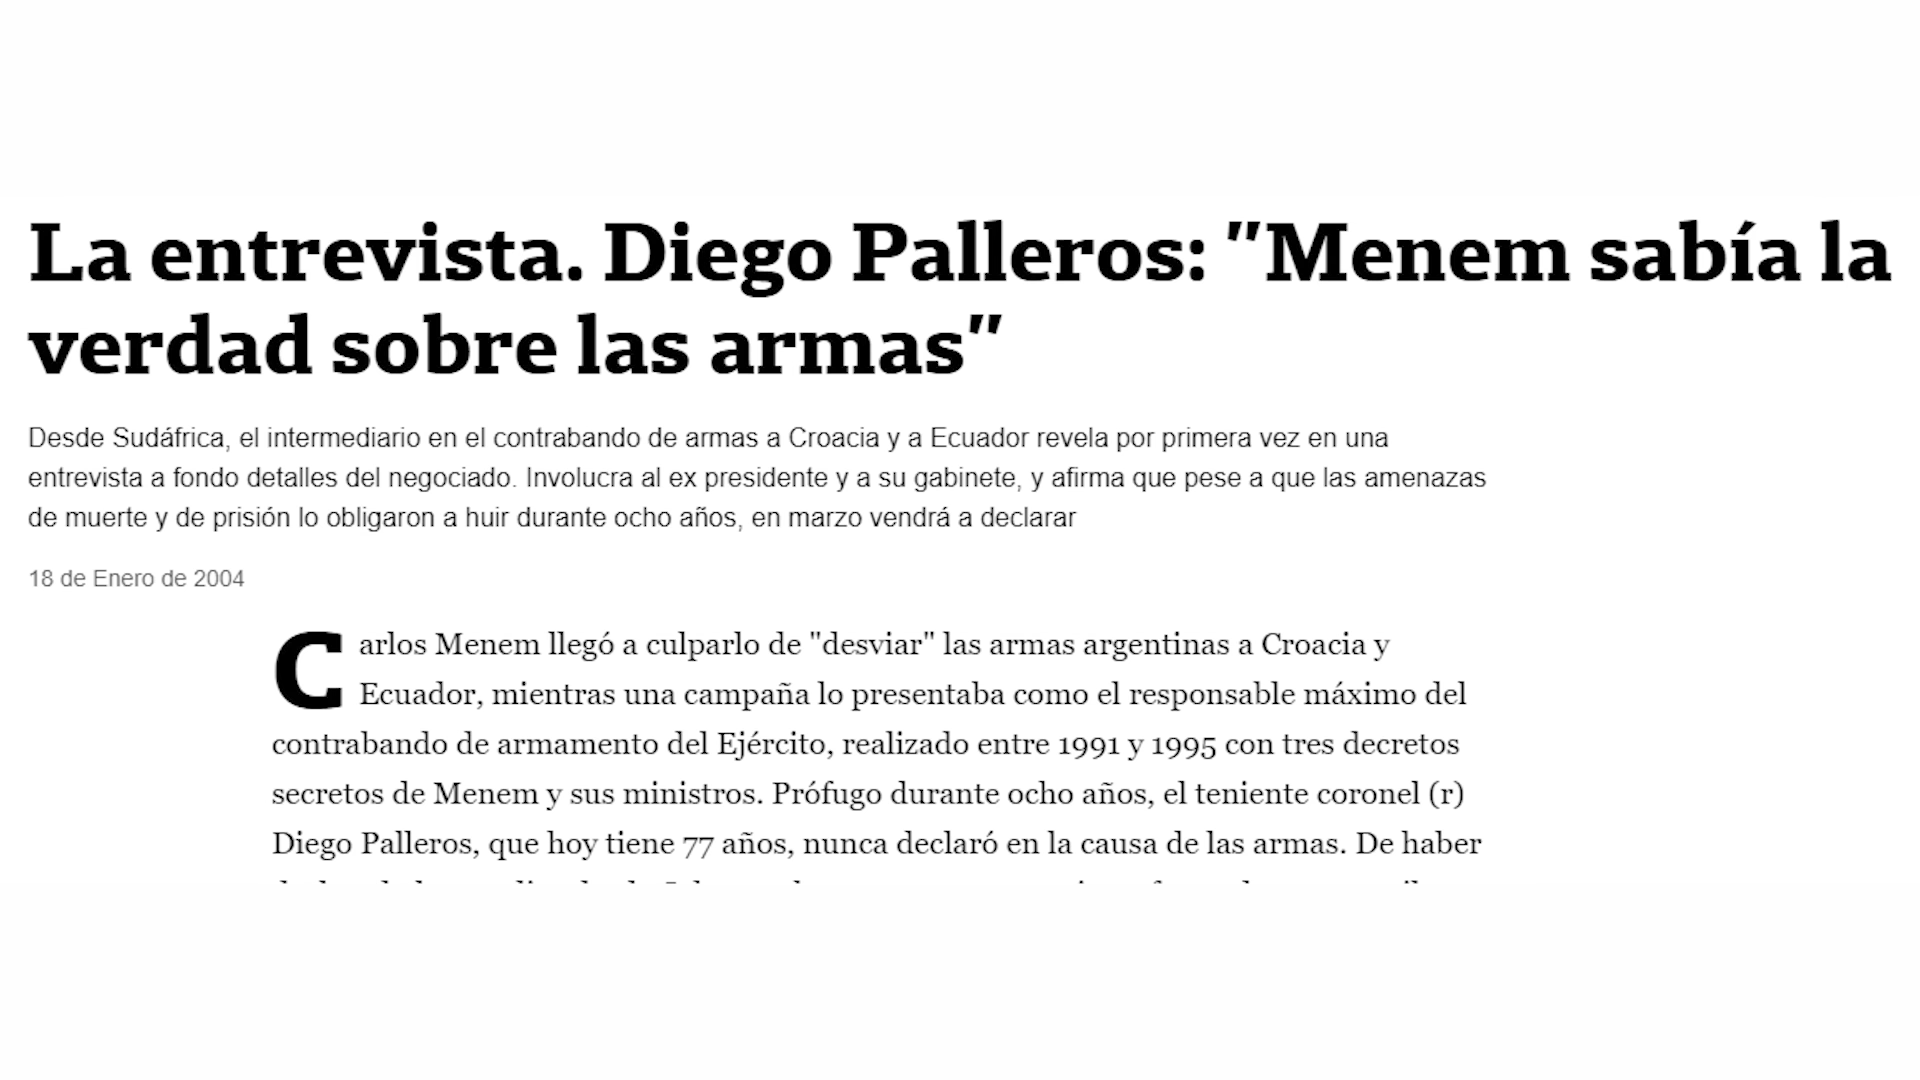 La entrevista. Diego Palleros: "Menem sabía la
verdad sobre las armas"
Desde Sudáfrica, el intermediario en el contrabando de armas a Croacia y a Ecuador revela por primera vez en una
entrevista a fondo detalles del negociado. Involucra al ex presidente y a su gabinete, y afirma que pese a que las amenazas
de muerte y de prisión lo obligaron a huir durante ocho años, en marzo vendrá a declarar
18 de Enero de 2004
Carlos Menem llegó a culparlo de "desviar" las armas argentinas a Croacia y
Ecuador, mientras una campaña lo presentaba como el responsable máximo del
contrabando de armamento del Ejército, realizado entre 1991 y 1995 con tres decretos
secretos de Menem y sus ministros. Prófugo durante ocho años, el teniente coronel (r)
Diego Palleros, que hoy tiene 77 años, nunca declaró en la causa de las armas. De haber